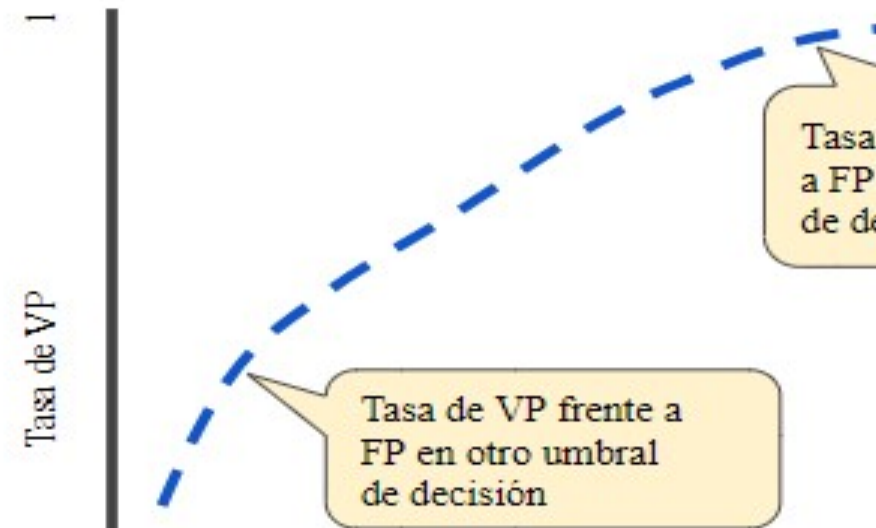 1
Tasa de VP
Tasa
a FP
de de
Tasa de VP frente a
FP en otro umbral
de decisión